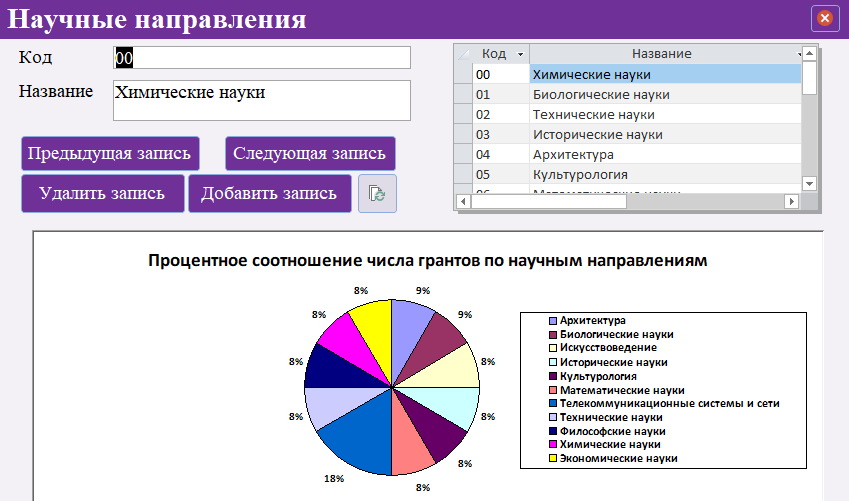 Научные направления
Код 00
Название Химические науки
Предыдущая запись Следующая запись
Удалить запись Добавить запись
Код Название
00 Химические науки
01 Биологические науки
02 Технические науки
03 Исторические науки
04 Архитектура
05 Культурология
06 Математические науки
Процентное соотношение числа грантов по научным направлениям
8% 9%
8% 9%
8% 8%
8% 8%
8%
18% 8%
Архитектура
Биологические науки
Искусствоведение
Исторические науки
Культурология
Математические науки
Телекоммуникационные системы и сети
Технические науки
Философские науки
Химические науки
Экономические науки